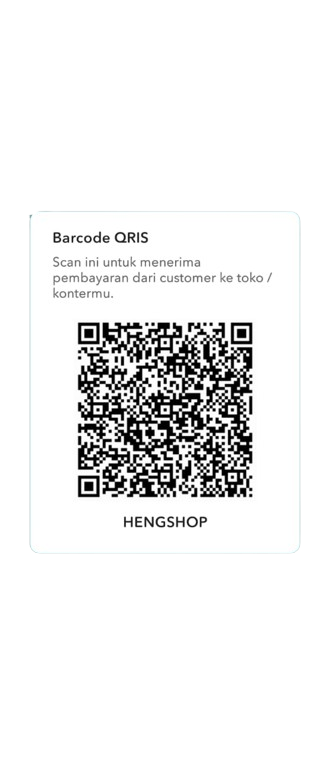 Barcode QRIS
Scan ini untuk menerima
pembayaran dari customer ke toko /
kontermu.
HENGSHOP